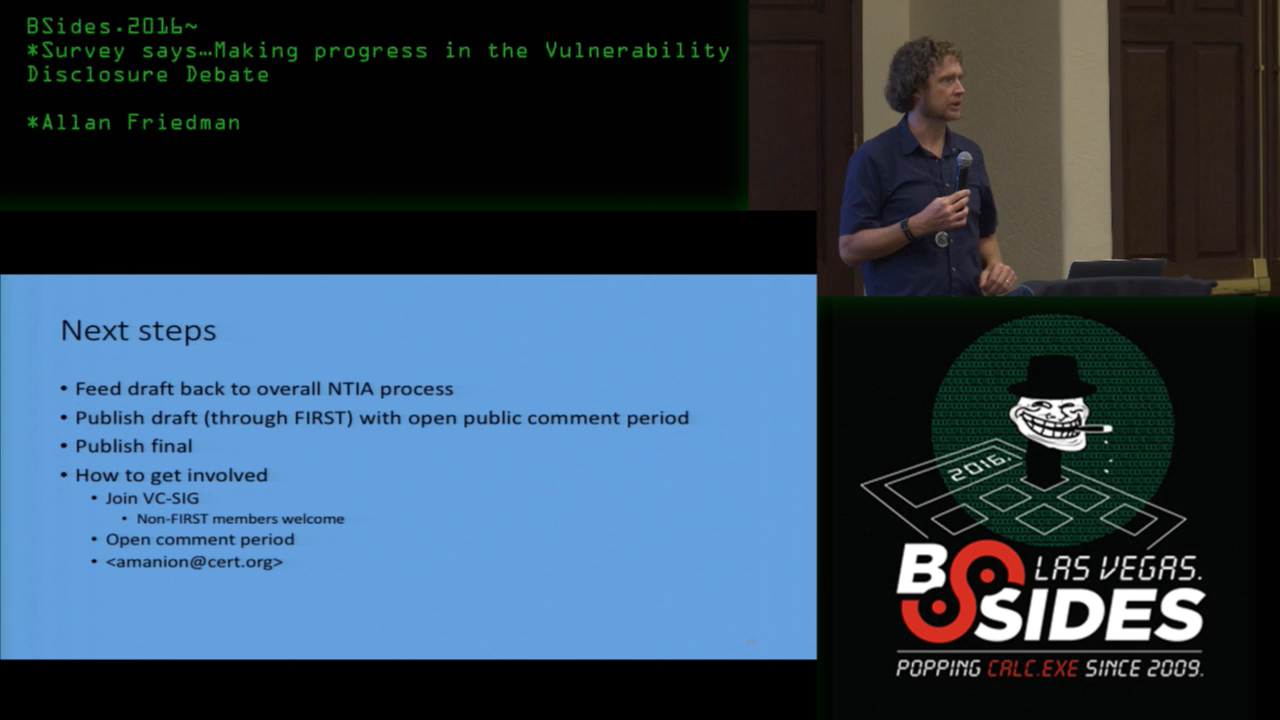 BSides.2016~
*Survey says…Making progress in the Vulnerability
Disclosure Debate
*Allan Friedman
Next steps
• Feed draft back to overall NTIA process
• Publish draft (through FIRST) with open public comment period
• Publish final
• How to get involved
• Join VC-SIG
• Non-FIRST members welcome
• Open comment period
• <amanion@cert.org>
2016.
BSIDES
LAS VEGAS.
POPPING CALC.EXE SINCE 2009.